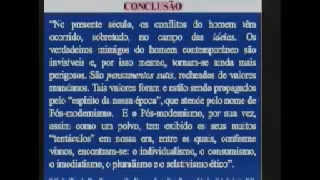 CONCLUSÃO
"No presente século, os conflitos do homem têm
ocorrido, sobretudo, no campo das ideias. Os
verdadeiros inimigos do homem contemporâneo são
invisíveis e, por isso mesmo, tornam-se ainda mais
perigosos. São pensamentos sutis, recheados de valores
mundanos. Tais valores foram e estão sendo propagados
pelo "espírito da nossa época", que atende pelo nome de
Pós-modernismo. E o Pós-modernismo, por sua vez,
assim como um polvo, tem exibido os seus muitos
"tentáculos" em nossa era, entre os quais, conforme
vimos, encontram-se: o individualismo, o consumismo,
o imediatismo, o pluralismo e o relativismo ético".